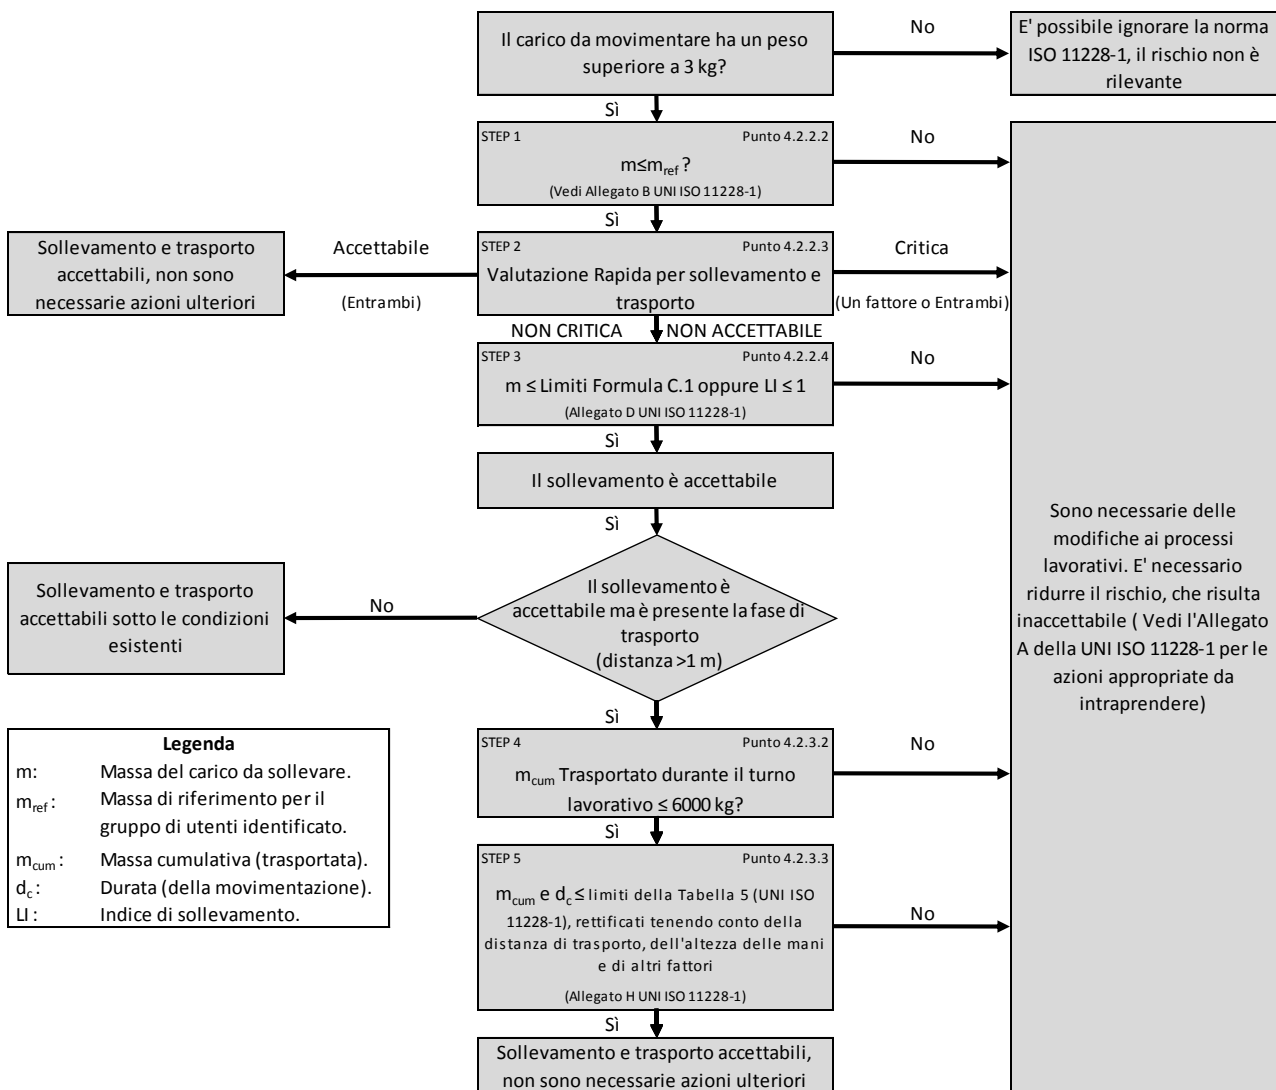 Il carico da movimentare ha un peso
superiore a 3 kg?
No
E' possibile ignorare la norma
ISO 11228-1, il rischio non è
rilevante
Sì
STEP 1 Punto 4.2.2.2
m≤mref ?
(Vedi Allegato B UNI ISO 11228-1)
No
Sì
Sollevamento e trasporto
accettabili, non sono
necessarie azioni ulteriori
Accettabile
(Entrambi)
STEP 2 Punto 4.2.2.3
Valutazione Rapida per sollevamento e
trasporto
Critica
(Un fattore o Entrambi)
NON CRITICA NON ACCETTABILE
STEP 3 Punto 4.2.2.4
m ≤ Limiti Formula C.1 oppure LI ≤ 1
(Allegato D UNI ISO 11228-1)
No
Sì
Il sollevamento è accettabile
Sì
Il sollevamento è
accettabile ma è presente la fase di
trasporto
(distanza >1 m)
No
Sollevamento e trasporto
accettabili sotto le condizioni
esistenti
Sono necessarie delle
modifiche ai processi
lavorativi. E' necessario
ridurre il rischio, che risulta
inaccettabile ( Vedi l'Allegato
A della UNI ISO 11228-1 per le
azioni appropriate da
intraprendere)
Sì
STEP 4 Punto 4.2.3.2
mcum Trasportato durante il turno
lavorativo ≤ 6000 kg?
No
Sì
STEP 5 Punto 4.2.3.3
mcum e dc ≤ limiti della Tabella 5 (UNI ISO
11228-1), rettificati tenendo conto della
distanza di trasporto, dell'altezza delle mani
e di altri fattori
(Allegato H UNI ISO 11228-1)
No
Sì
Sollevamento e trasporto accettabili,
non sono necessarie azioni ulteriori
Legenda
m: Massa del carico da sollevare.
mref : Massa di riferimento per il
gruppo di utenti identificato.
mcum : Massa cumulativa (trasportata).
dc : Durata (della movimentazione).
LI : Indice di sollevamento.